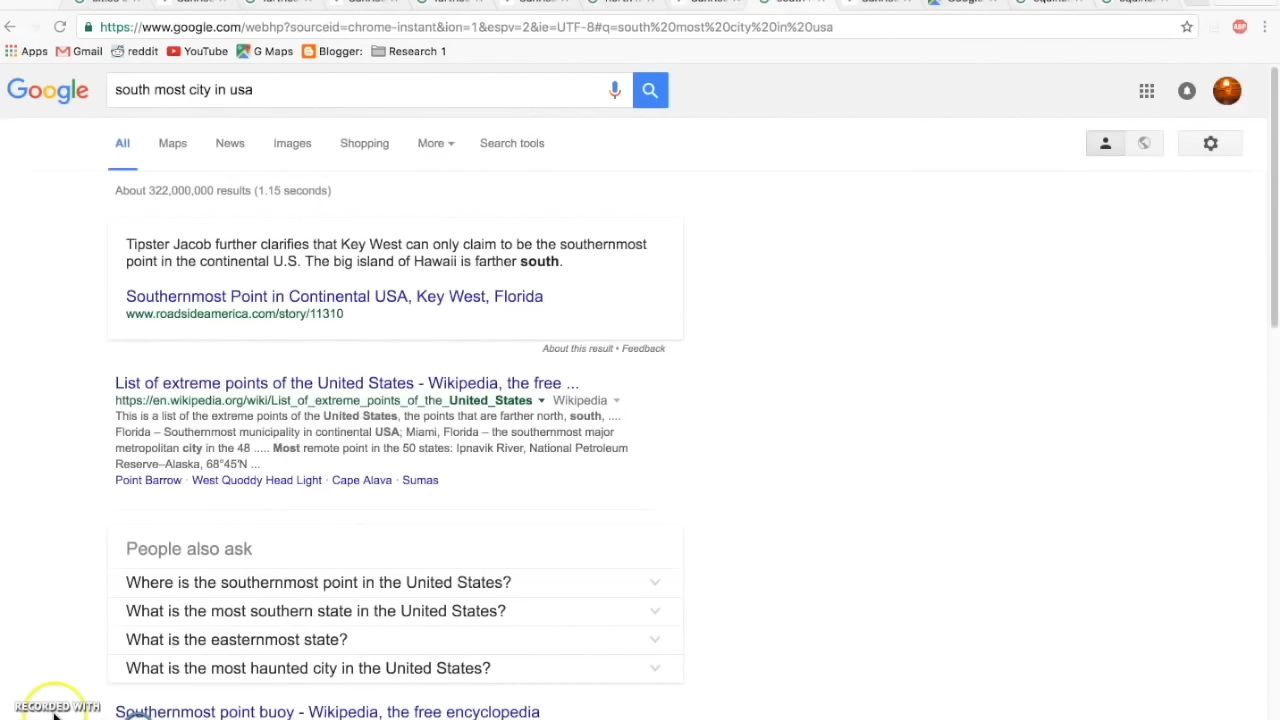 https://www.google.com/webhp?sourceid=chrome-instant&ion=1&espv=2&ie=UTF-8#q=south%20most%20city%20in%20usa
Apps Gmail reddit YouTube G Maps Blogger: Research 1
Google south most city in usa
All Maps News Images Shopping More Search tools
About 322,000,000 results (1.15 seconds)
Tipster Jacob further clarifies that Key West can only claim to be the southernmost
point in the continental U.S. The big island of Hawaii is farther south.
Southernmost Point in Continental USA, Key West, Florida
www.roadsideamerica.com/story/11310
About this result • Feedback
List of extreme points of the United States - Wikipedia, the free ...
https://en.wikipedia.org/wiki/List_of_extreme_points_of_the_United_States Wikipedia
This is a list of the extreme points of the United States, the points that are farther north, south, ....
Florida – Southernmost municipality in continental USA; Miami, Florida – the southernmost major
metropolitan city in the 48 ..... Most remote point in the 50 states: Ipnavik River, National Petroleum
Reserve–Alaska, 68°45′N ...
Point Barrow · West Quoddy Head Light · Cape Alava · Sumas
People also ask
Where is the southernmost point in the United States?
What is the most southern state in the United States?
What is the easternmost state?
What is the most haunted city in the United States?
RECORDED WITH
Southernmost point buoy - Wikipedia, the free encyclopedia